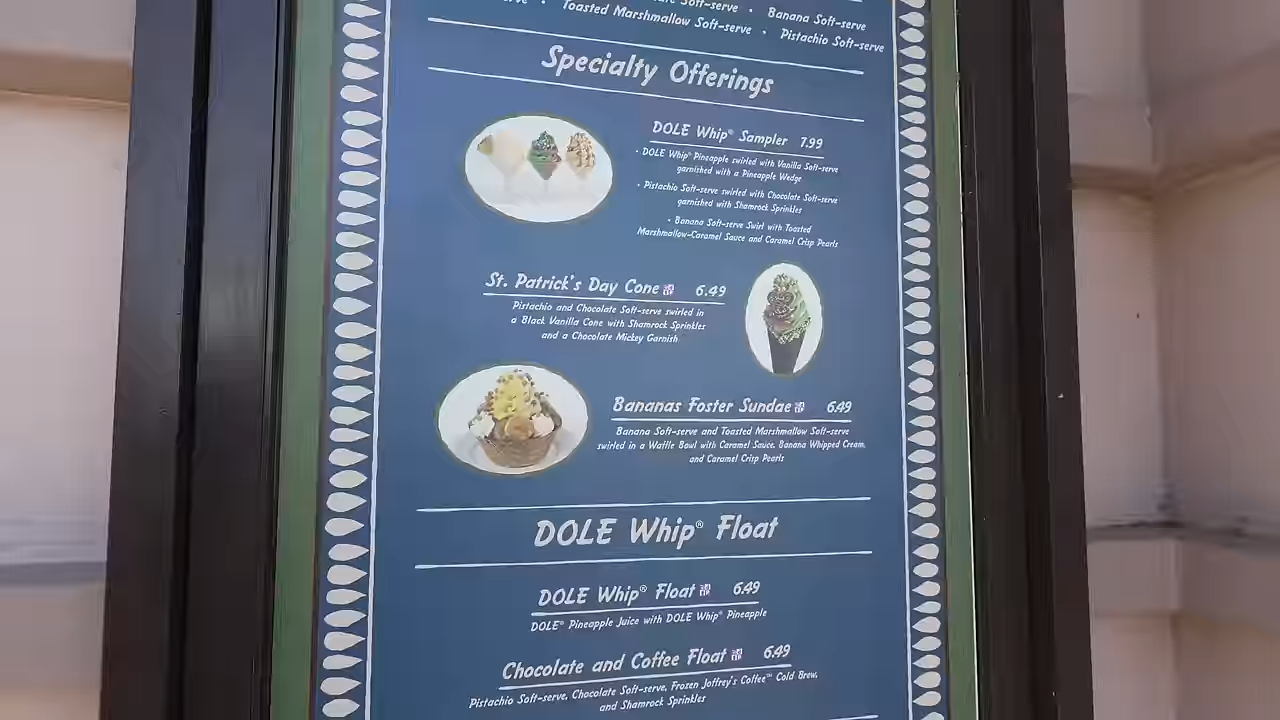 Soft-serve • Banana Soft-serve
• Toasted Marshmallow Soft-serve • Pistachio Soft-serve
Specialty Offerings
DOLE Whip® Sampler 7.99
• DOLE Whip® Pineapple swirled with Vanilla Soft-serve
garnished with a Pineapple Wedge
• Pistachio Soft-serve swirled with Chocolate Soft-serve
garnished with Shamrock Sprinkles
• Banana Soft-serve Swirl with Toasted
Marshmallow-Caramel Sauce and Caramel Crisp Pearls
St. Patrick's Day Cone 6.49
Pistachio and Chocolate Soft-serve swirled in
a Black Vanilla Cone with Shamrock Sprinkles
and a Chocolate Mickey Garnish
Bananas Foster Sundae 6.49
Banana Soft-serve and Toasted Marshmallow Soft-serve
swirled in a Waffle Bowl with Caramel Sauce, Banana Whipped Cream,
and Caramel Crisp Pearls
DOLE Whip® Float
DOLE Whip® Float 6.49
DOLE® Pineapple Juice with DOLE Whip® Pineapple
Chocolate and Coffee Float 6.49
Pistachio Soft-serve, Chocolate Soft-serve, Frozen Joffrey's Coffee™ Cold Brew,
and Shamrock Sprinkles